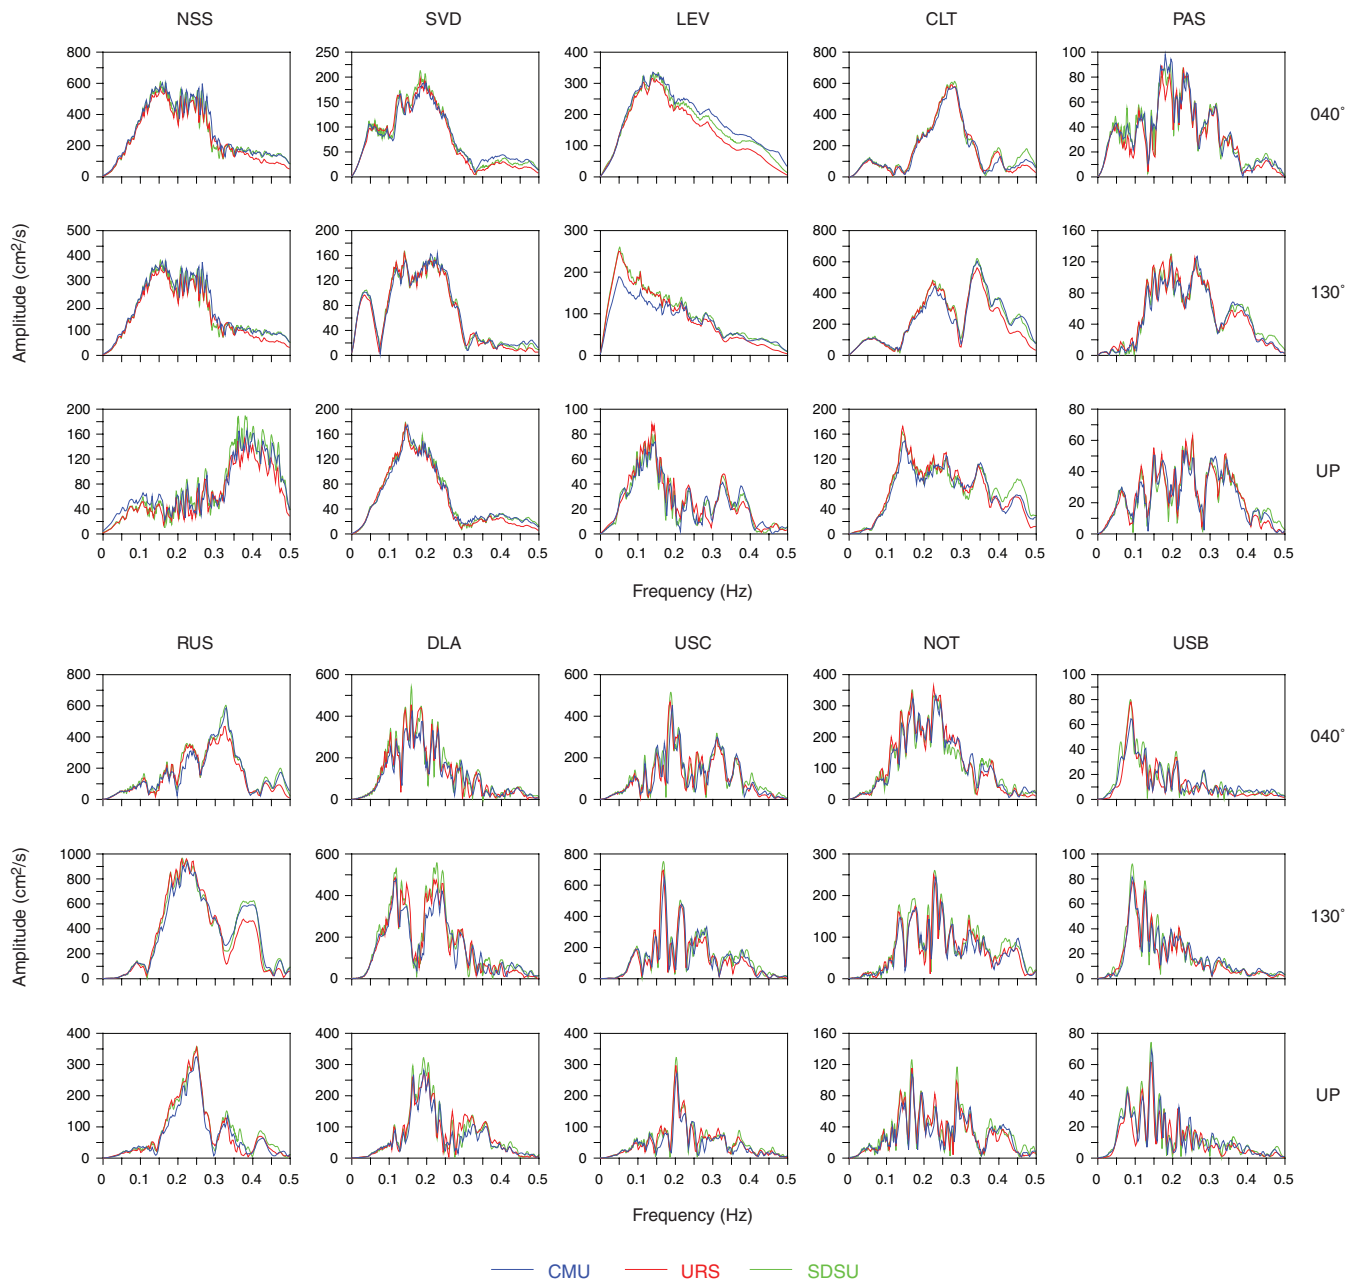 NSS SVD LEV CLT PAS
800 600 400 200 0
250 200 150 100 50 0
400 300 200 100 0
800 600 400 200 0
100 80 60 40 20 0
040°
Amplitude (cm²/s)
500 400 300 200 100 0
200 160 120 80 40 0
300 200 100 0
800 600 400 200 0
160 120 80 40 0
130°
200 160 120 80 40 0
200 160 120 80 40 0
100 80 60 40 20 0
200 160 120 80 40 0
80 60 40 20 0
UP
0 0.1 0.2 0.3 0.4 0.5 0 0.1 0.2 0.3 0.4 0.5 0 0.1 0.2 0.3 0.4 0.5 0 0.1 0.2 0.3 0.4 0.5 0 0.1 0.2 0.3 0.4 0.5
Frequency (Hz)
RUS DLA USC NOT USB
800 600 400 200 0
600 400 200 0
600 400 200 0
400 300 200 100 0
100 80 60 40 20 0
040°
Amplitude (cm²/s)
1000 800 600 400 200 0
600 400 200 0
800 600 400 200 0
300 200 100 0
100 80 60 40 20 0
130°
400 300 200 100 0
400 300 200 100 0
400 300 200 100 0
160 120 80 40 0
80 60 40 20 0
UP
0 0.1 0.2 0.3 0.4 0.5 0 0.1 0.2 0.3 0.4 0.5 0 0.1 0.2 0.3 0.4 0.5 0 0.1 0.2 0.3 0.4 0.5 0 0.1 0.2 0.3 0.4 0.5
Frequency (Hz)
CMU URS SDSU